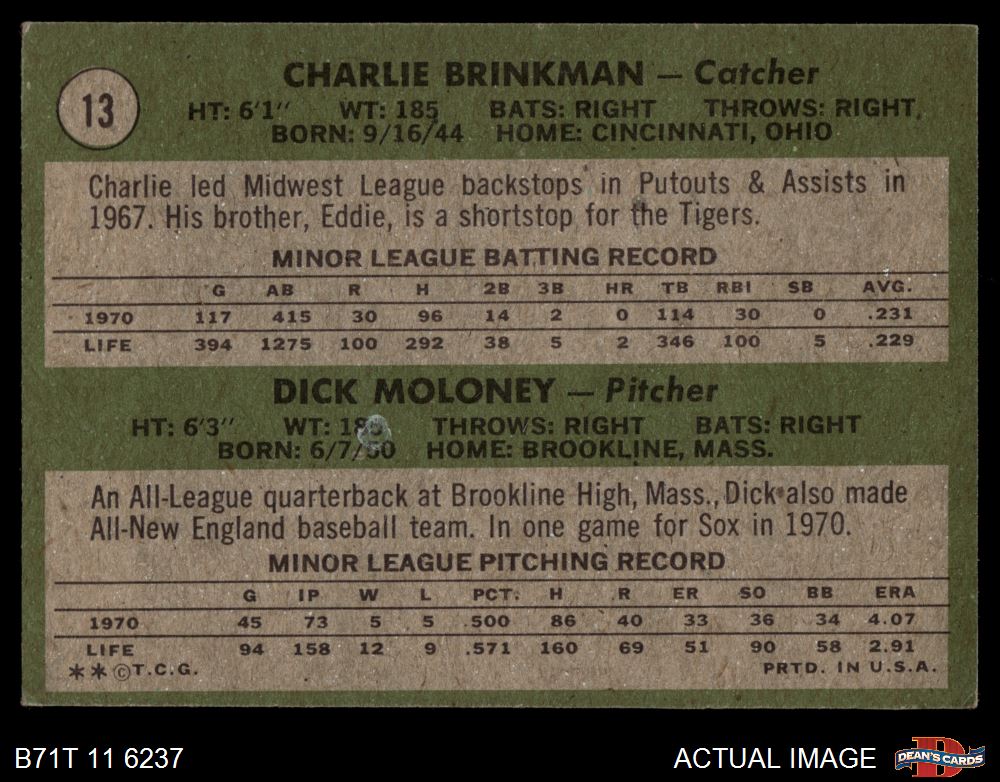 13
CHARLIE BRINKMAN — Catcher
HT: 6'1'' WT: 185 BATS: RIGHT THROWS: RIGHT
BORN: 9/16/44 HOME: CINCINNATI, OHIO
Charlie led Midwest League backstops in Putouts & Assists in
1967. His brother, Eddie, is a shortstop for the Tigers.
MINOR LEAGUE BATTING RECORD
G AB R H 2B 3B HR TB RBI SB AVG.
1970 117 415 30 96 14 2 0 114 30 0 .231
LIFE 394 1275 100 292 38 5 2 346 100 5 .229
DICK MOLONEY — Pitcher
HT: 6'3'' WT: THROWS: RIGHT BATS: RIGHT
BORN: HOME: BROOKLINE, MASS.
An All-League quarterback at Brookline High, Mass., Dick also made
All-New England baseball team. In one game for Sox in 1970.
MINOR LEAGUE PITCHING RECORD
G IP W L PCT. H R ER SO BB ERA
1970 45 73 5 5 .500 86 40 33 36 34 4.07
LIFE 94 158 12 9 .571 160 69 51 90 58 2.91
**©T.C.G. PRTD. IN U.S.A.
B71T 11 6237 ACTUAL IMAGE D DEAN'S CARDS